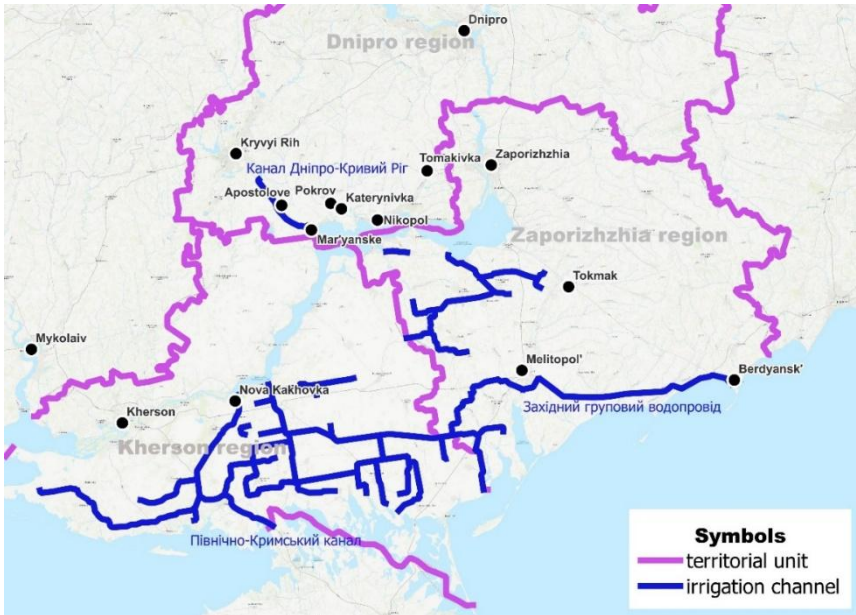 Dnipro
Dnipro region
Kryvyi Rih
Канал Дніпро-Кривий Ріг
Tomakivka
Zaporizhzhia
Apostolove
Pokrov
Katerynivka
Nikopol
Mar'yanske
Zaporizhzhia region
Tokmak
Mykolaiv
Melitopol'
Berdyansk'
Nova Kakhovka
Західний груповий водопровід
Kherson
Kherson region
Північно-Кримський канал
Symbols
territorial unit
irrigation channel